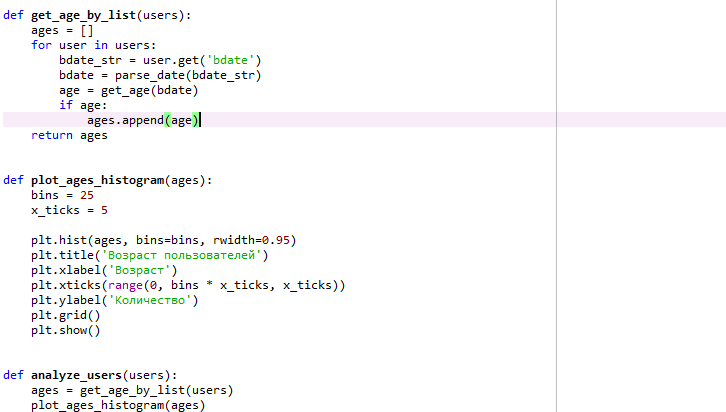 def get_age_by_list(users):
    ages = []
    for user in users:
        bdate_str = user.get('bdate')
        bdate = parse_date(bdate_str)
        age = get_age(bdate)
        if age:
            ages.append(age)
    return ages
def plot_ages_histogram(ages):
    bins = 25
    x_ticks = 5
    plt.hist(ages, bins=bins, rwidth=0.95)
    plt.title('Возраст пользователей')
    plt.xlabel('Возраст')
    plt.xticks(range(0, bins * x_ticks, x_ticks))
    plt.ylabel('Количество')
    plt.grid()
    plt.show()
def analyze_users(users):
    ages = get_age_by_list(users)
    plot_ages_histogram(ages)